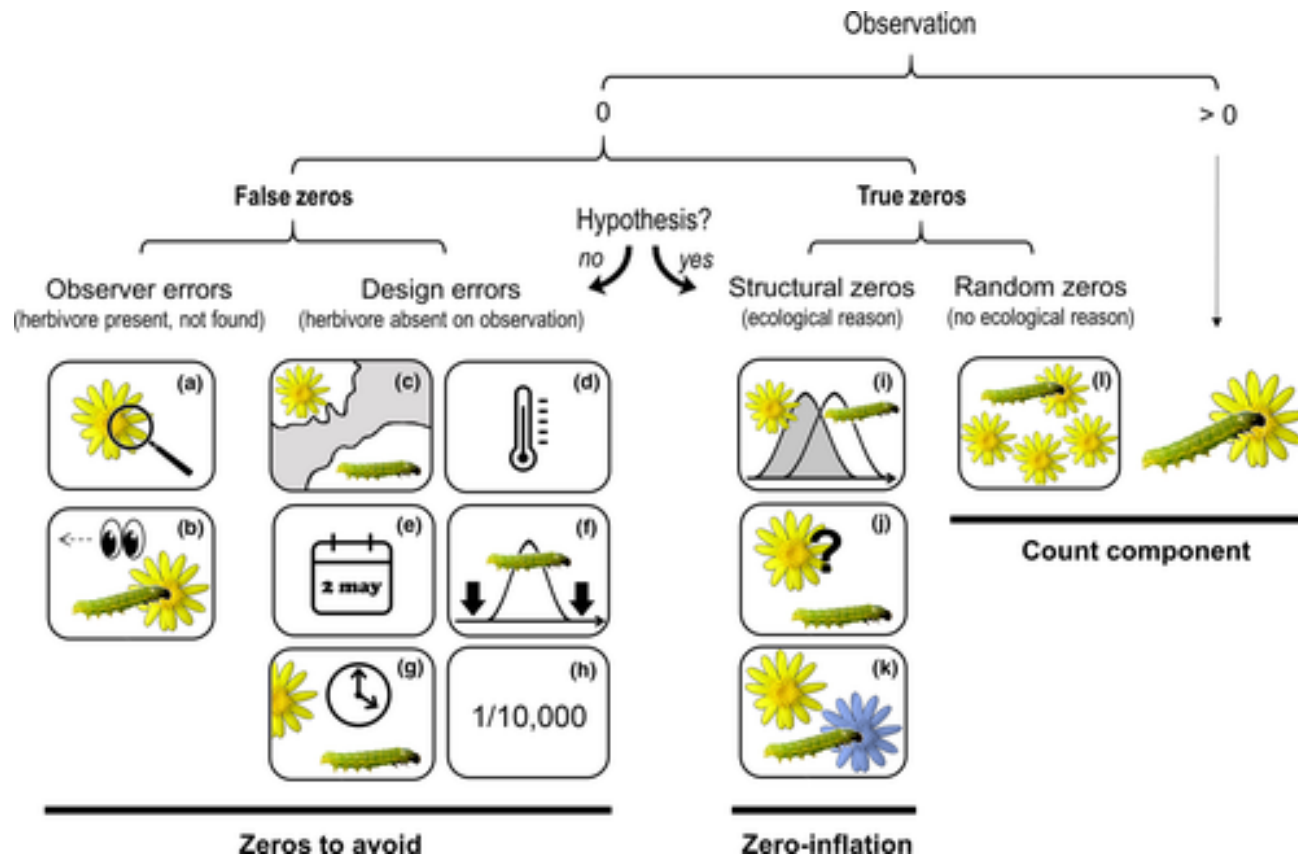 Observation
0
> 0
False zeros
True zeros
Hypothesis?
no
yes
Observer errors
(herbivore present, not found)
Design errors
(herbivore absent on observation)
Structural zeros
(ecological reason)
Random zeros
(no ecological reason)
(a)
(c)
(d)
(i)
(l)
(b)
(e)
2 may
(f)
(j)
?
Count component
(g)
(h)
1/10,000
(k)
Zeros to avoid
Zero-inflation